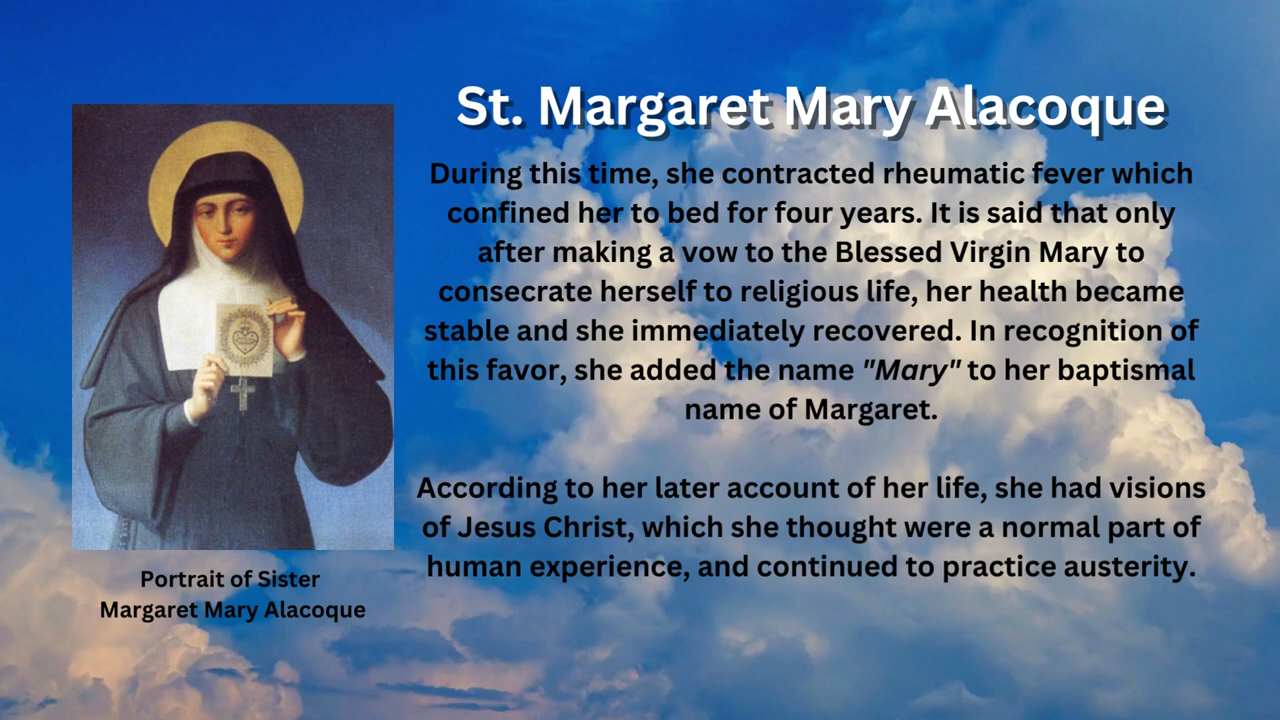 St. Margaret Mary Alacoque
During this time, she contracted rheumatic fever which
confined her to bed for four years. It is said that only
after making a vow to the Blessed Virgin Mary to
consecrate herself to religious life, her health became
stable and she immediately recovered. In recognition of
this favor, she added the name "Mary" to her baptismal
name of Margaret.
According to her later account of her life, she had visions
of Jesus Christ, which she thought were a normal part of
human experience, and continued to practice austerity.
Portrait of Sister
Margaret Mary Alacoque